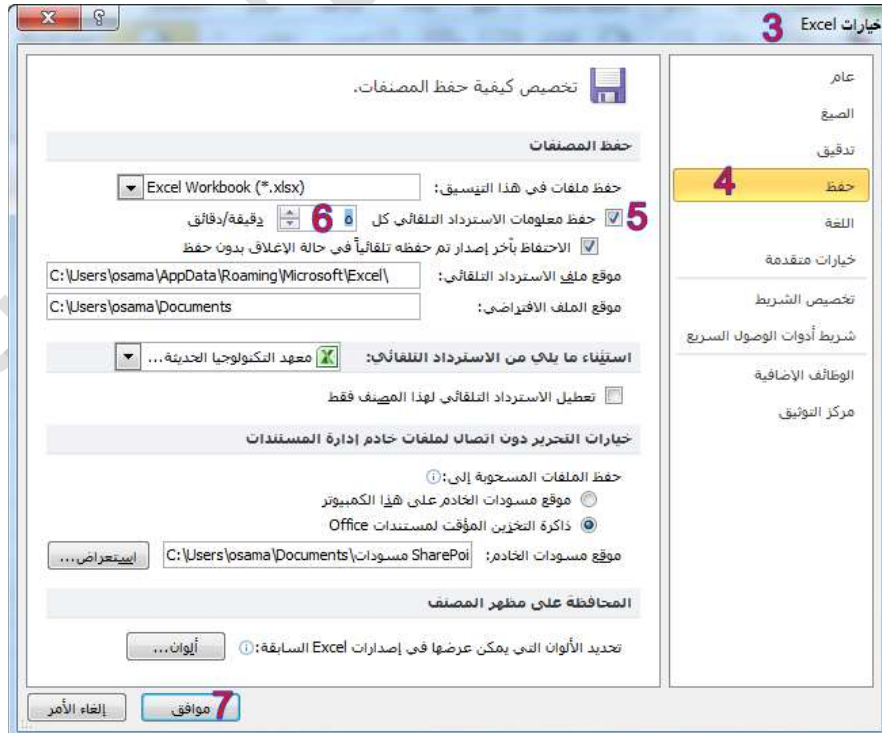 خيارات Excel 3
عام
الصيغ
تدقيق
حفظ 4
اللغة
خيارات متقدمة
تخصيص الشريط
شريط أدوات الوصول السريع
الوظائف الإضافية
مركز التوثيق
تخصيص كيفية حفظ المصنفات.
حفظ المصنفات
حفظ ملفات في هذا التنسيق: Excel Workbook (*.xlsx)
5 حفظ معلومات الاسترداد التلقائي كل ٥ 6 دقيقة/دقائق
الاحتفاظ بآخر إصدار تم حفظه تلقائياً في حالة الإغلاق بدون حفظ
موقع ملف الاسترداد التلقائي: C:\Users\osama\AppData\Roaming\Microsoft\Excel\
موقع الملف الافتراضي: C:\Users\osama\Documents
استثناء ما يلي من الاسترداد التلقائي: معهد التكنولوجيا الحديثة...
تعطيل الاسترداد التلقائي لهذا المصنف فقط
خيارات التحرير دون اتصال لملفات خادم إدارة المستندات
حفظ الملفات المسحوبة إلى:
موقع مسودات الخادم على هذا الكمبيوتر
ذاكرة التخزين المؤقت لمستندات Office
موقع مسودات الخادم: C:\Users\osama\Documents\مسودات SharePoi استعراض...
المحافظة على مظهر المصنف
تحديد الألوان التي يمكن عرضها في إصدارات Excel السابقة: ألوان...
موافق 7 إلغاء الأمر